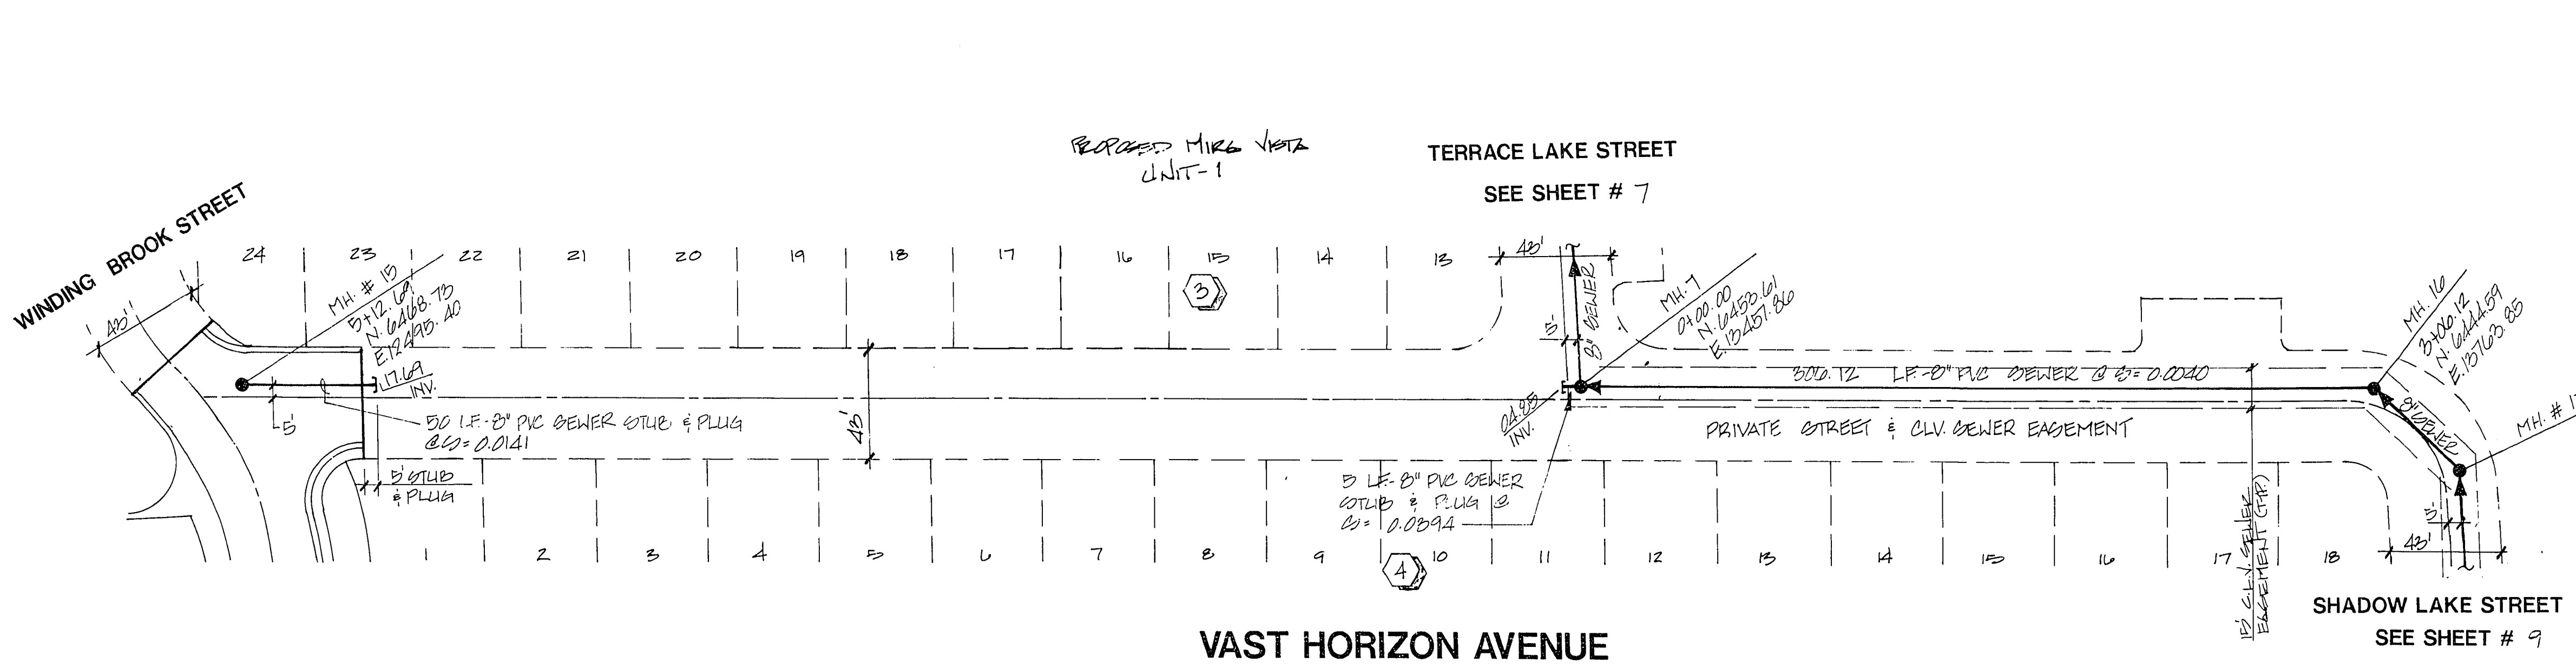 PROPOSED MIRA VISTA
UNIT-1
TERRACE LAKE STREET
SEE SHEET # 7
WINDING BROOK STREET
43'
24 23 22 21 20 19 18 17 16 15 14 13
3
MH. # 15
5+12.69
N. 6468.73
E.12495.40
17.69
INV.
5'
50 L.F.-8" PVC SEWER STUB & PLUG
@ S= 0.0141
5' STUB
& PLUG
43'
43'
5'
8" SEWER
MH. 7
0+00.00
N. 6453.61
E.13457.86
04.85
INV.
5 L.F.-8" PVC SEWER
STUB & PLUG @
S= 0.0394
306.12 L.F.-8" PVC SEWER @ S= 0.0040
PRIVATE STREET & CLV. SEWER EASEMENT
15' C.L.V. SEWER
EASEMENT (TYP.)
MH. 16
3+06.12
N. 6444.59
E.13763.85
8" SEWER
MH. #
5'
43'
1 2 3 4 5 6 7 8 9 10 11 12 13 14 15 16 17 18
4
SHADOW LAKE STREET
SEE SHEET # 9
VAST HORIZON AVENUE